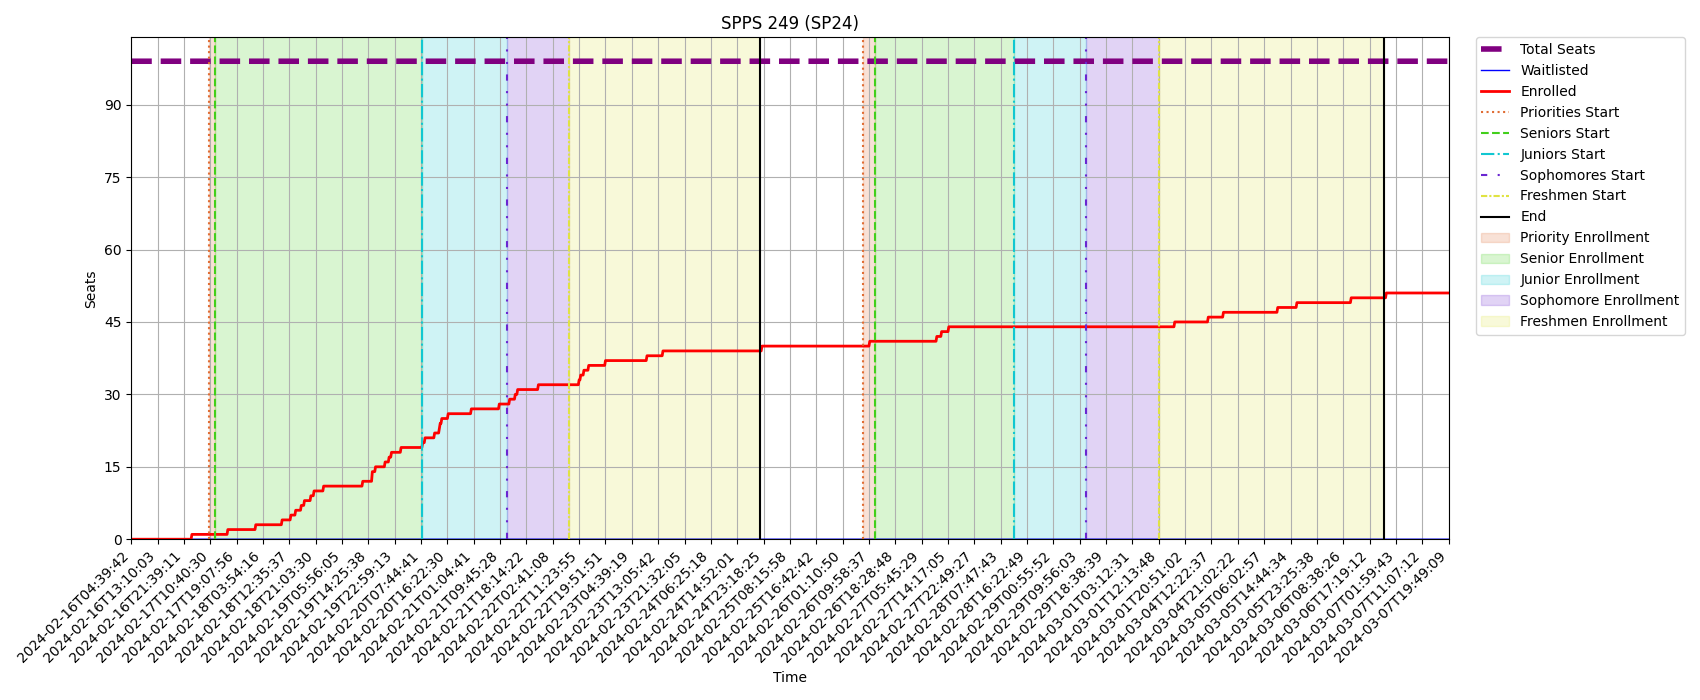 SPPS 249 (SP24)
Total Seats
Waitlisted
Enrolled
Priorities Start
Seniors Start
Juniors Start
Sophomores Start
Freshmen Start
End
Priority Enrollment
Senior Enrollment
Junior Enrollment
Sophomore Enrollment
Freshmen Enrollment
Seats
90
75
60
45
30
15
0
2024-02-16T04:39:42
2024-02-16T13:10:03
2024-02-16T21:39:11
2024-02-17T10:40:30
2024-02-17T19:07:56
2024-02-18T03:54:16
2024-02-18T12:35:37
2024-02-18T21:03:30
2024-02-19T05:56:05
2024-02-19T14:25:38
2024-02-19T22:59:13
2024-02-20T07:44:41
2024-02-20T16:22:30
2024-02-21T01:04:41
2024-02-21T09:45:28
2024-02-21T18:14:22
2024-02-22T02:41:08
2024-02-22T11:23:55
2024-02-22T19:51:51
2024-02-23T04:39:19
2024-02-23T13:05:42
2024-02-23T21:32:05
2024-02-24T06:25:18
2024-02-24T14:52:01
2024-02-24T23:18:25
2024-02-25T08:15:58
2024-02-25T16:42:42
2024-02-26T01:10:50
2024-02-26T09:58:37
2024-02-26T18:28:48
2024-02-27T05:45:29
2024-02-27T14:17:05
2024-02-27T22:49:27
2024-02-28T07:47:43
2024-02-28T16:22:49
2024-02-29T00:55:52
2024-02-29T09:56:03
2024-02-29T18:38:39
2024-03-01T03:12:31
2024-03-01T12:13:48
2024-03-01T20:51:02
2024-03-04T12:22:37
2024-03-04T21:02:22
2024-03-05T06:02:57
2024-03-05T14:44:34
2024-03-05T23:25:38
2024-03-06T08:38:26
2024-03-06T17:19:12
2024-03-07T01:59:43
2024-03-07T11:07:12
2024-03-07T19:49:09
Time